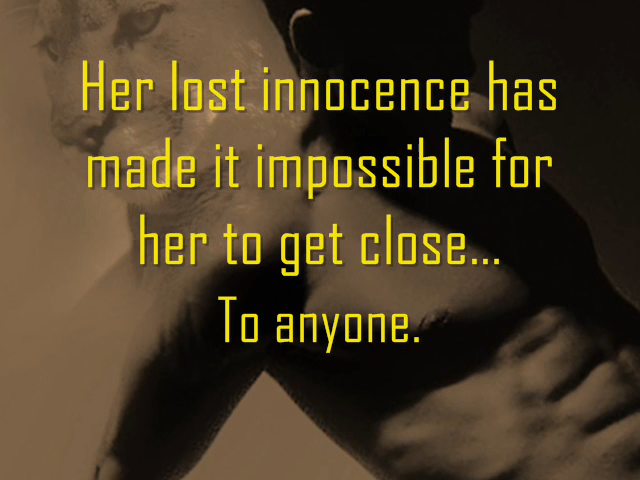 Her lost innocence has
made it impossible for
her to get close...
To anyone.